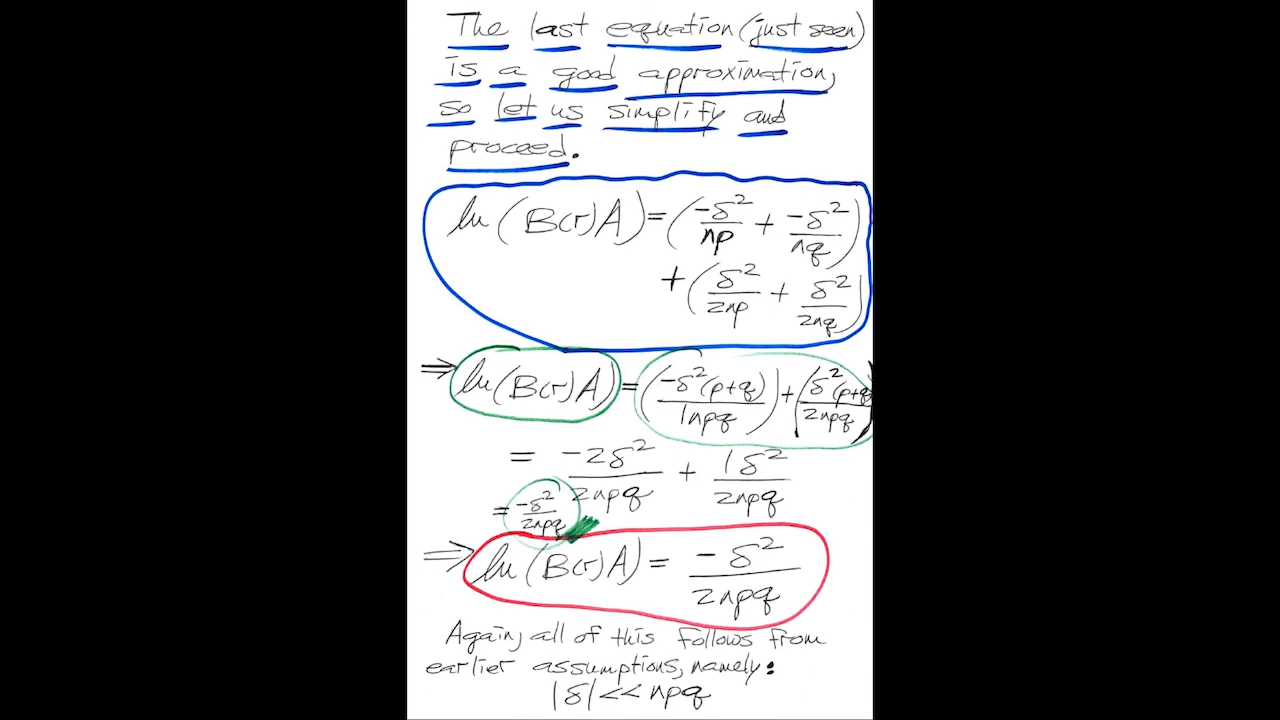 The last equation (just seen)
is a good approximation,
so let us simplify and
proceed.
ln(B(r)A) = (-δ²/np + -δ²/nq)
+ (δ²/2np + δ²/2nq)
⇒ ln(B(r)A) = (-δ²(p+q)/1npq) + (δ²(p+q)/2npq)
= -2δ²/2npq + 1δ²/2npq
= -δ²/2npq
⇒ ln(B(r)A) = -δ²/2npq
Again, all of this follows from
earlier assumptions, namely:
|δ| << npq